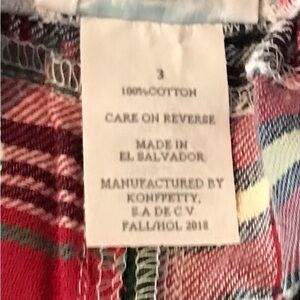 3
100%COTTON
CARE ON REVERSE
MADE IN
EL SALVADOR
MANUFACTURED BY
KONFFETTY,
S.A DE C.V
FALL/HOL 2018